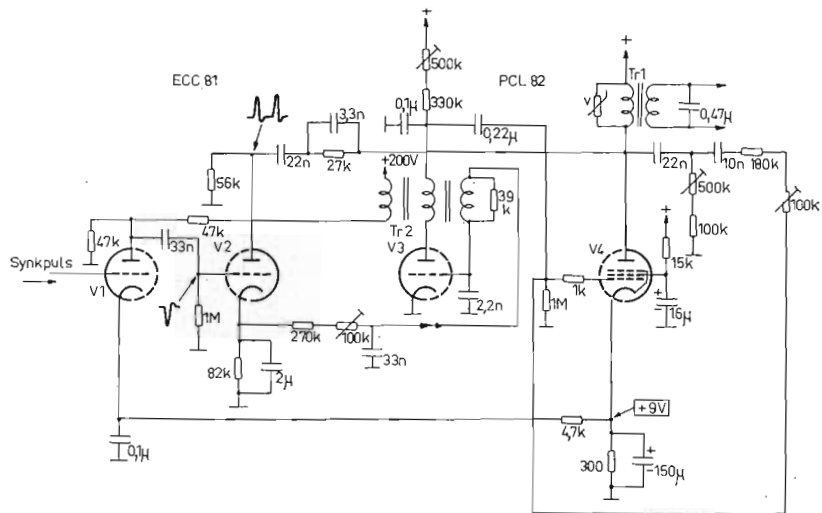 +
500k
330k
ECC 81
PCL 82
+
Tr1
V
0,47µ
3,3n
0,1µ
0,22µ
22n
27k
56k
+200V
22n
10n
180k
39
k
500k
100k
100k
47k
47k
33n
V2
Tr2
V3
V4
+
15k
Synkpuls
V1
1k
1M
1M
2,2n
+
16µ
270k
100k
33n
82k
2µ
+9V
4,7k
0,1µ
300
+
150µ